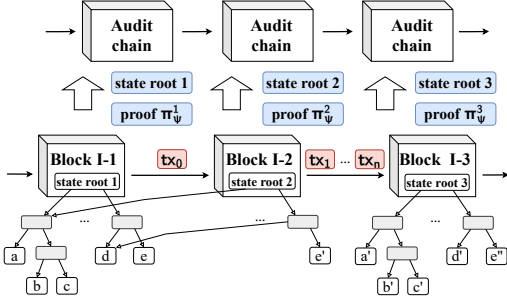 Audit chain
Audit chain
Audit chain
state root 1
state root 2
state root 3
proof π¹_Ψ
proof π²_Ψ
proof π³_Ψ
Block I-1
tx₀
Block I-2
tx₁ ... txₙ
Block I-3
state root 1
state root 2
state root 3
... ... ...
a d e e' a' d' e''
b c b' c'